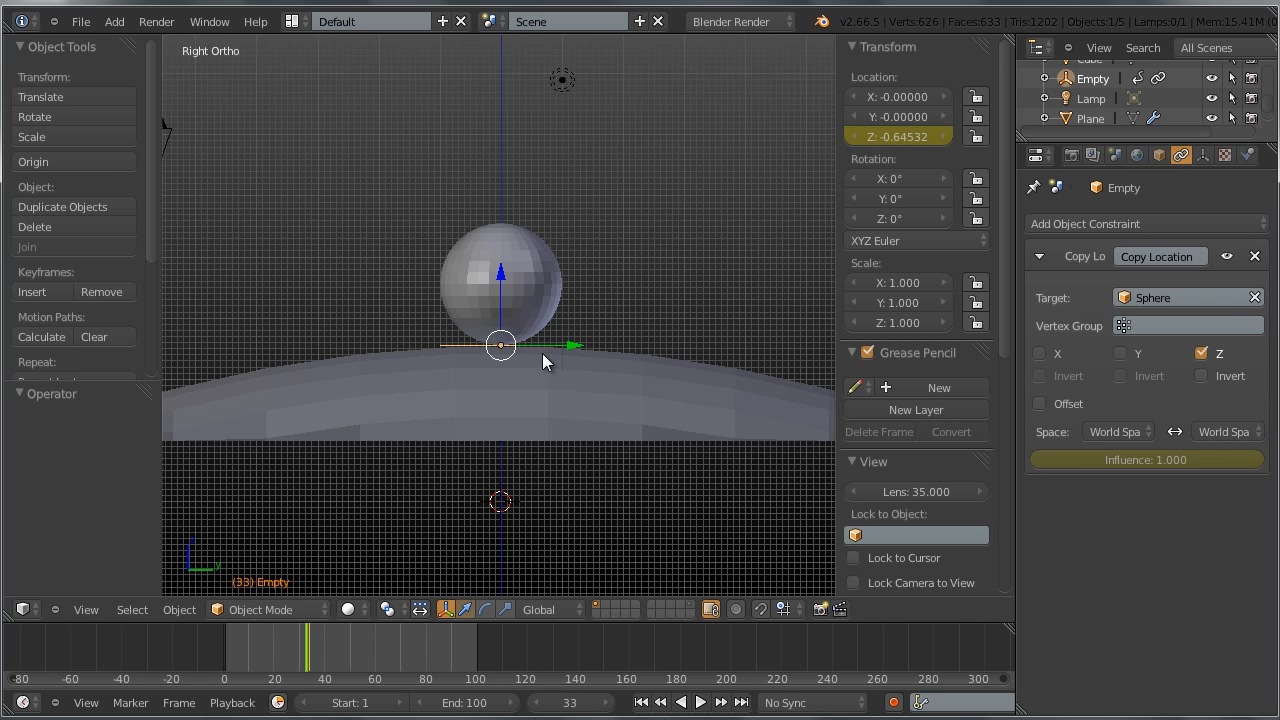 File Add Render Window Help Default Scene Blender Render v2.66.5 | Verts:626 | Faces:633 | Tris:1202 | Objects:1/5 | Lamps:0/1 | Mem:15.41M
Object Tools
Transform:
Translate
Rotate
Scale
Origin
Object:
Duplicate Objects
Delete
Join
Keyframes:
Insert Remove
Motion Paths:
Calculate Clear
Repeat:
Operator
Right Ortho
y
(33) Empty
Transform
Location:
X: -0.00000
Y: -0.00000
Z: -0.64532
Rotation:
X: 0°
Y: 0°
Z: 0°
XYZ Euler
Scale:
X: 1.000
Y: 1.000
Z: 1.000
Grease Pencil
New
New Layer
Delete Frame Convert
View
Lens: 35.000
Lock to Object:
Lock to Cursor
Lock Camera to View
View Search All Scenes
Cube
Empty
Lamp
Plane
Empty
Add Object Constraint
Copy Lo Copy Location
Target: Sphere
Vertex Group
X Y Z
Invert Invert Invert
Offset
Space: World Spa World Spa
Influence: 1.000
View Select Object Object Mode Global
-80 -60 -40 -20 0 20 40 60 80 100 120 140 160 180 200 220 240 260 280 300
View Marker Frame Playback Start: 1 End: 100 33 No Sync